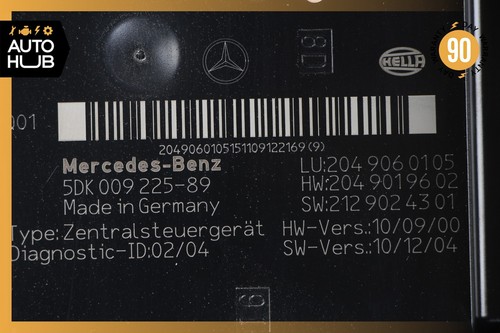 AUTO
HUB
90
HELLA
Q01
2049060105151109122169(9)
Mercedes-Benz
LU:204 906 01 05
5DK 009 225-89
HW:204 901 96 02
Made in Germany
SW:212 902 43 01
Type:Zentralsteuergerät
HW-Vers.:10/09/00
Diagnostic-ID:02/04
SW-Vers.:10/12/04